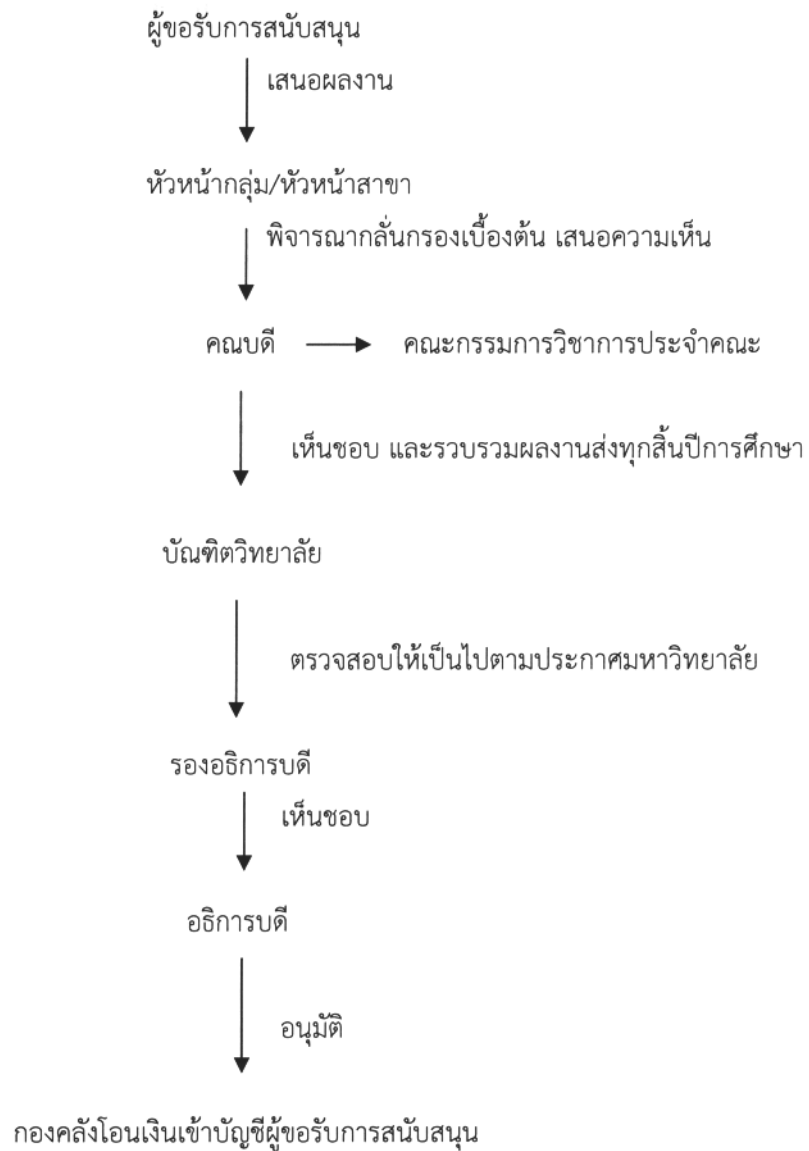 ผู้ขอรับการสนับสนุน
เสนอผลงาน
หัวหน้ากลุ่ม/หัวหน้าสาขา
พิจารณากลั่นกรองเบื้องต้น เสนอความเห็น
คณบดี คณะกรรมการวิชาการประจำคณะ
เห็นชอบ และรวบรวมผลงานส่งทุกสิ้นปีการศึกษา
บัณฑิตวิทยาลัย
ตรวจสอบให้เป็นไปตามประกาศมหาวิทยาลัย
รองอธิการบดี
เห็นชอบ
อธิการบดี
อนุมัติ
กองคลังโอนเงินเข้าบัญชีผู้ขอรับการสนับสนุน